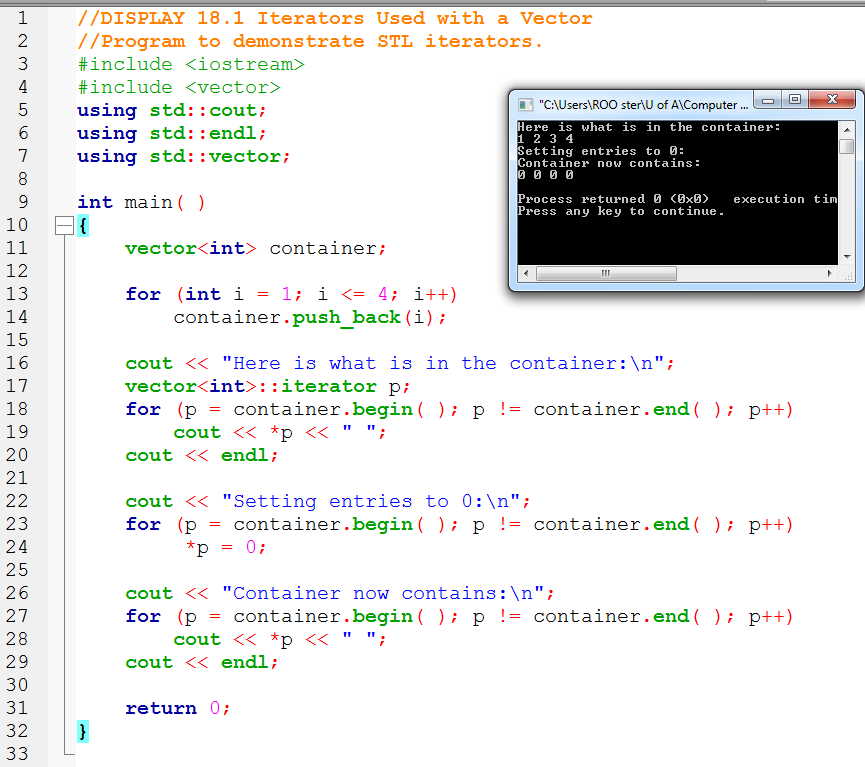 1 //DISPLAY 18.1 Iterators Used with a Vector
2 //Program to demonstrate STL iterators.
3 #include <iostream>
4 #include <vector>
5 using std::cout;
6 using std::endl;
7 using std::vector;
8
9 int main( )
10 {
11     vector<int> container;
12
13     for (int i = 1; i <= 4; i++)
14         container.push_back(i);
15
16     cout << "Here is what is in the container:\n";
17     vector<int>::iterator p;
18     for (p = container.begin( ); p != container.end( ); p++)
19         cout << *p << " ";
20     cout << endl;
21
22     cout << "Setting entries to 0:\n";
23     for (p = container.begin( ); p != container.end( ); p++)
24          *p = 0;
25
26     cout << "Container now contains:\n";
27     for (p = container.begin( ); p != container.end( ); p++)
28         cout << *p << " ";
29     cout << endl;
30
31     return 0;
32 }
33
"C:\Users\ROO ster\U of A\Computer ...
Here is what is in the container:
1 2 3 4
Setting entries to 0:
Container now contains:
0 0 0 0

Process returned 0 (0x0)   execution tim
Press any key to continue.